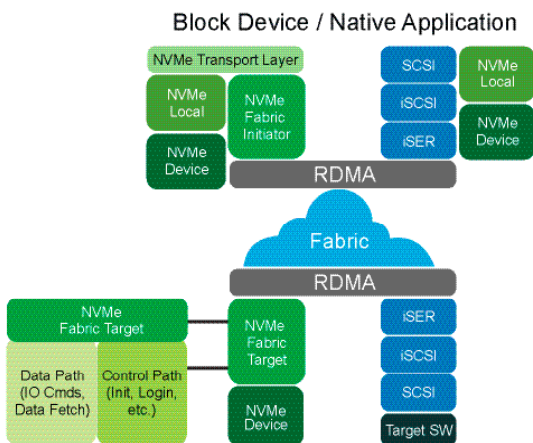 Block Device / Native Application
NVMe Transport Layer
NVMe
Local
NVMe
Device
NVMe
Fabric
Initiator
SCSI
iSCSI
iSER
NVMe
Local
NVMe
Device
RDMA
Fabric
RDMA
NVMe
Fabric Target
Data Path
(IO Cmds,
Data Fetch)
Control Path
(Init, Login,
etc.)
NVMe
Fabric
Target
NVMe
Device
iSER
iSCSI
SCSI
Target SW